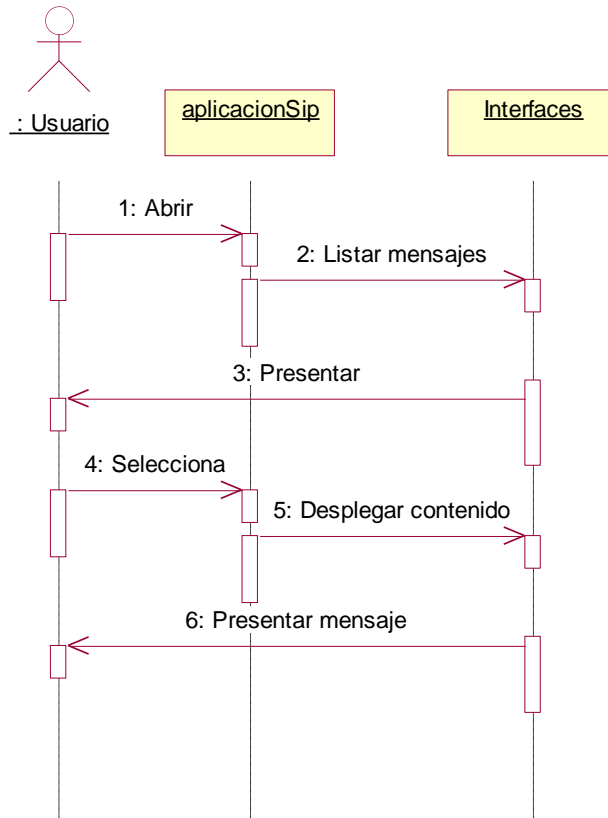 : Usuario
aplicacionSip
Interfaces
1: Abrir
2: Listar mensajes
3: Presentar
4: Selecciona
5: Desplegar contenido
6: Presentar mensaje